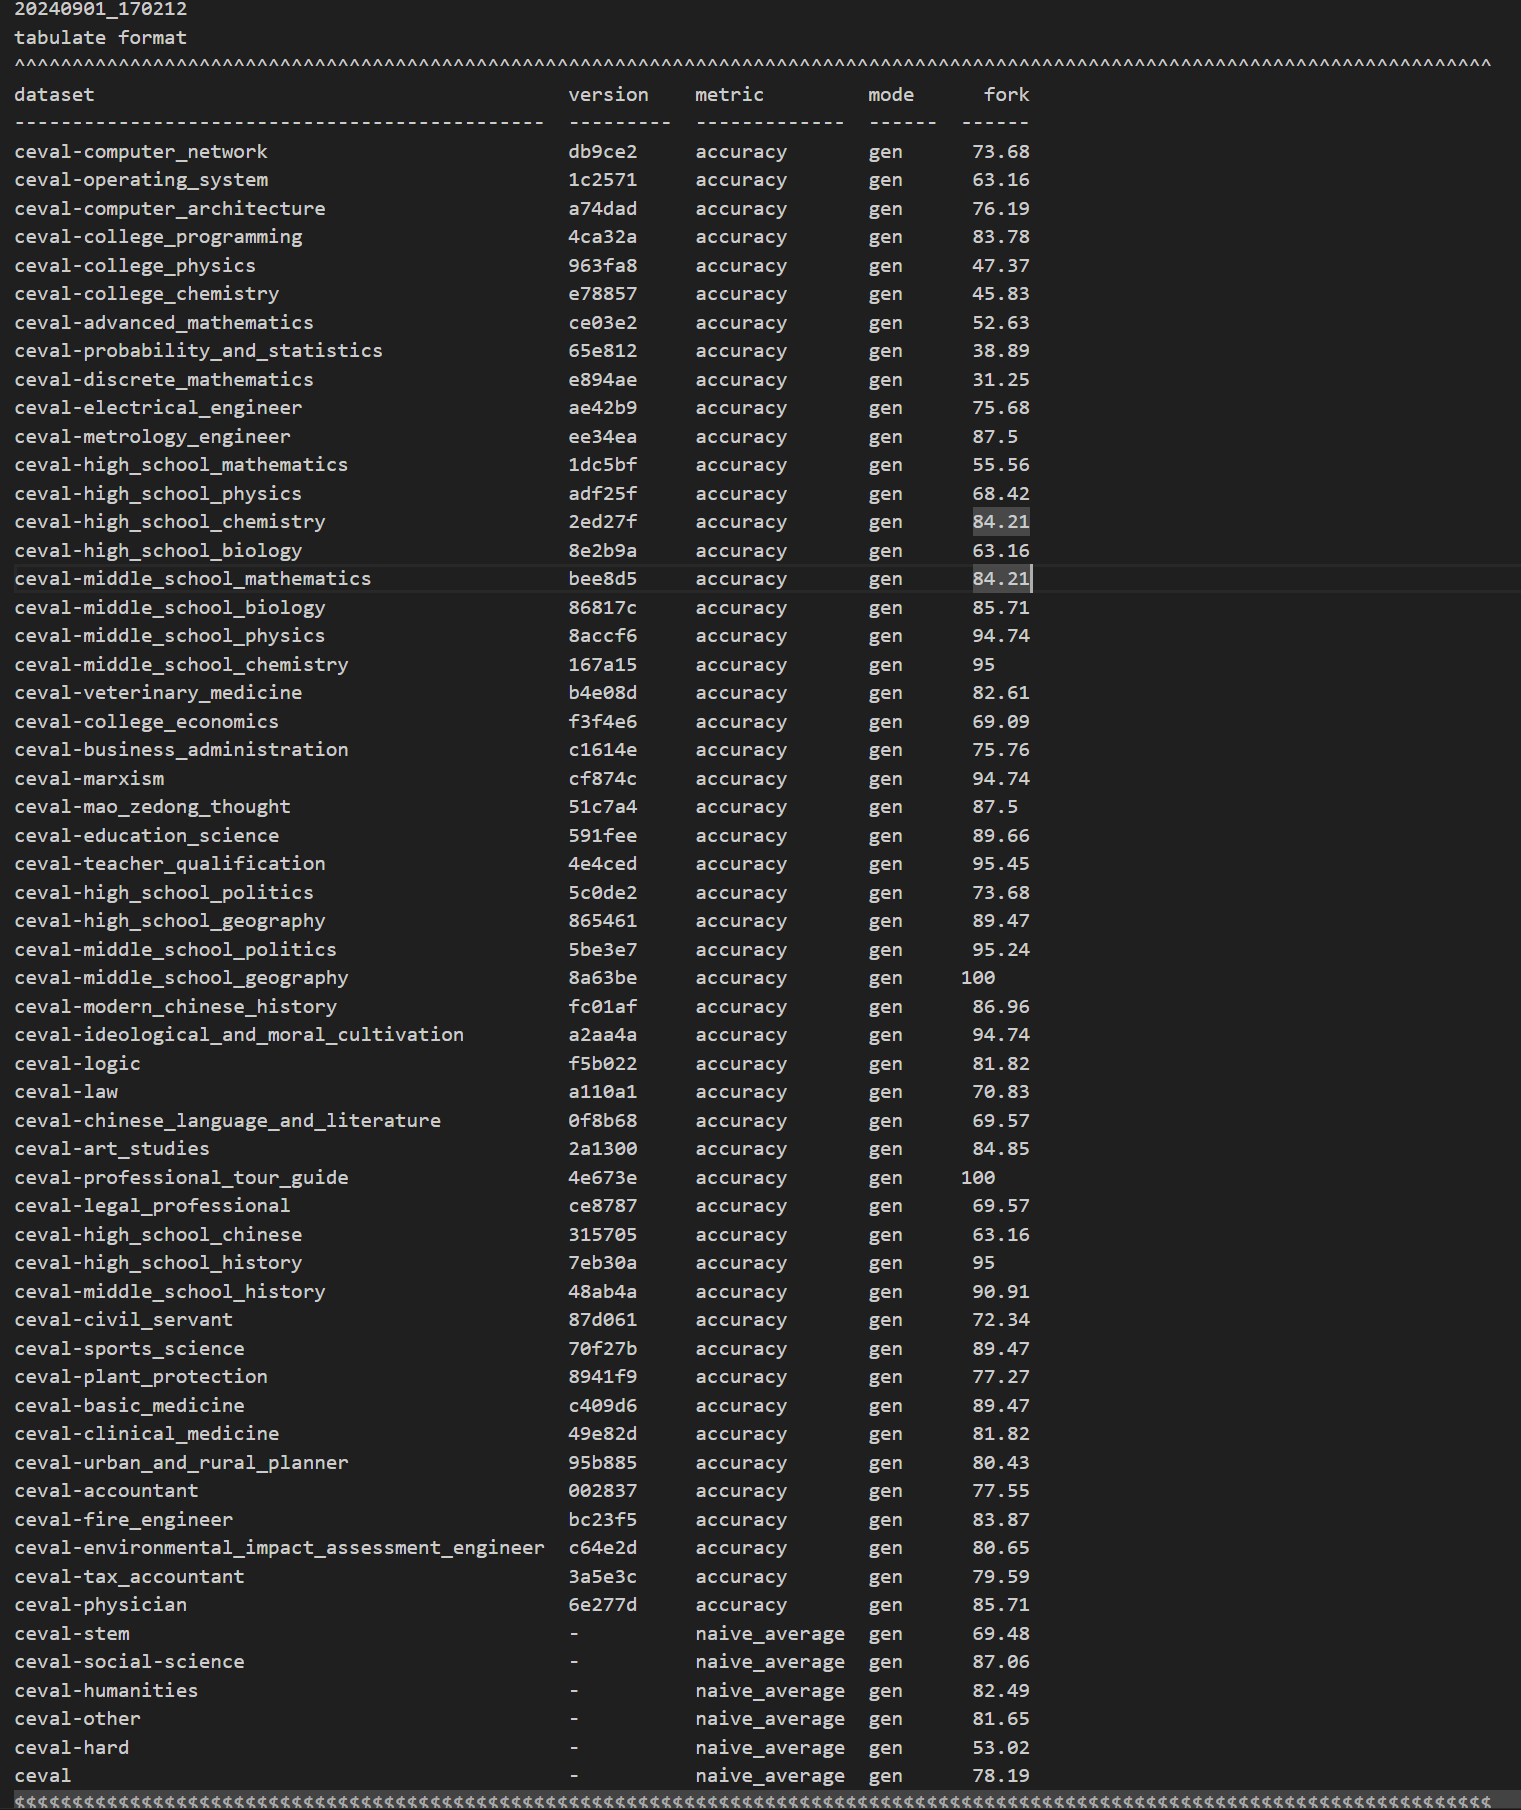 20240901_170212
tabulate format
^^^^^^^^^^^^^^^^^^^^^^^^^^^^^^^^^^^^^^^^^^^^^^^^^^^^^^^^^^^^^^^^^^^^^^^^^^^^^^^^^^^^^^^^^^^^^^^^^^^^^^^^^^^^^^^^^^^^^^^^^^^^^^^^
dataset version metric mode fork
---------------------------------------------- --------- ------------- ------ ------
ceval-computer_network db9ce2 accuracy gen 73.68
ceval-operating_system 1c2571 accuracy gen 63.16
ceval-computer_architecture a74dad accuracy gen 76.19
ceval-college_programming 4ca32a accuracy gen 83.78
ceval-college_physics 963fa8 accuracy gen 47.37
ceval-college_chemistry e78857 accuracy gen 45.83
ceval-advanced_mathematics ce03e2 accuracy gen 52.63
ceval-probability_and_statistics 65e812 accuracy gen 38.89
ceval-discrete_mathematics e894ae accuracy gen 31.25
ceval-electrical_engineer ae42b9 accuracy gen 75.68
ceval-metrology_engineer ee34ea accuracy gen 87.5
ceval-high_school_mathematics 1dc5bf accuracy gen 55.56
ceval-high_school_physics adf25f accuracy gen 68.42
ceval-high_school_chemistry 2ed27f accuracy gen 84.21
ceval-high_school_biology 8e2b9a accuracy gen 63.16
ceval-middle_school_mathematics bee8d5 accuracy gen 84.21
ceval-middle_school_biology 86817c accuracy gen 85.71
ceval-middle_school_physics 8accf6 accuracy gen 94.74
ceval-middle_school_chemistry 167a15 accuracy gen 95
ceval-veterinary_medicine b4e08d accuracy gen 82.61
ceval-college_economics f3f4e6 accuracy gen 69.09
ceval-business_administration c1614e accuracy gen 75.76
ceval-marxism cf874c accuracy gen 94.74
ceval-mao_zedong_thought 51c7a4 accuracy gen 87.5
ceval-education_science 591fee accuracy gen 89.66
ceval-teacher_qualification 4e4ced accuracy gen 95.45
ceval-high_school_politics 5c0de2 accuracy gen 73.68
ceval-high_school_geography 865461 accuracy gen 89.47
ceval-middle_school_politics 5be3e7 accuracy gen 95.24
ceval-middle_school_geography 8a63be accuracy gen 100
ceval-modern_chinese_history fc01af accuracy gen 86.96
ceval-ideological_and_moral_cultivation a2aa4a accuracy gen 94.74
ceval-logic f5b022 accuracy gen 81.82
ceval-law a110a1 accuracy gen 70.83
ceval-chinese_language_and_literature 0f8b68 accuracy gen 69.57
ceval-art_studies 2a1300 accuracy gen 84.85
ceval-professional_tour_guide 4e673e accuracy gen 100
ceval-legal_professional ce8787 accuracy gen 69.57
ceval-high_school_chinese 315705 accuracy gen 63.16
ceval-high_school_history 7eb30a accuracy gen 95
ceval-middle_school_history 48ab4a accuracy gen 90.91
ceval-civil_servant 87d061 accuracy gen 72.34
ceval-sports_science 70f27b accuracy gen 89.47
ceval-plant_protection 8941f9 accuracy gen 77.27
ceval-basic_medicine c409d6 accuracy gen 89.47
ceval-clinical_medicine 49e82d accuracy gen 81.82
ceval-urban_and_rural_planner 95b885 accuracy gen 80.43
ceval-accountant 002837 accuracy gen 77.55
ceval-fire_engineer bc23f5 accuracy gen 83.87
ceval-environmental_impact_assessment_engineer c64e2d accuracy gen 80.65
ceval-tax_accountant 3a5e3c accuracy gen 79.59
ceval-physician 6e277d accuracy gen 85.71
ceval-stem - naive_average gen 69.48
ceval-social-science - naive_average gen 87.06
ceval-humanities - naive_average gen 82.49
ceval-other - naive_average gen 81.65
ceval-hard - naive_average gen 53.02
ceval - naive_average gen 78.19
$$$$$$$$$$$$$$$$$$$$$$$$$$$$$$$$$$$$$$$$$$$$$$$$$$$$$$$$$$$$$$$$$$$$$$$$$$$$$$$$$$$$$$$$$$$$$$$$$$$$$$$$$$$$$$$$$$$$$$$$$$$$$$$$